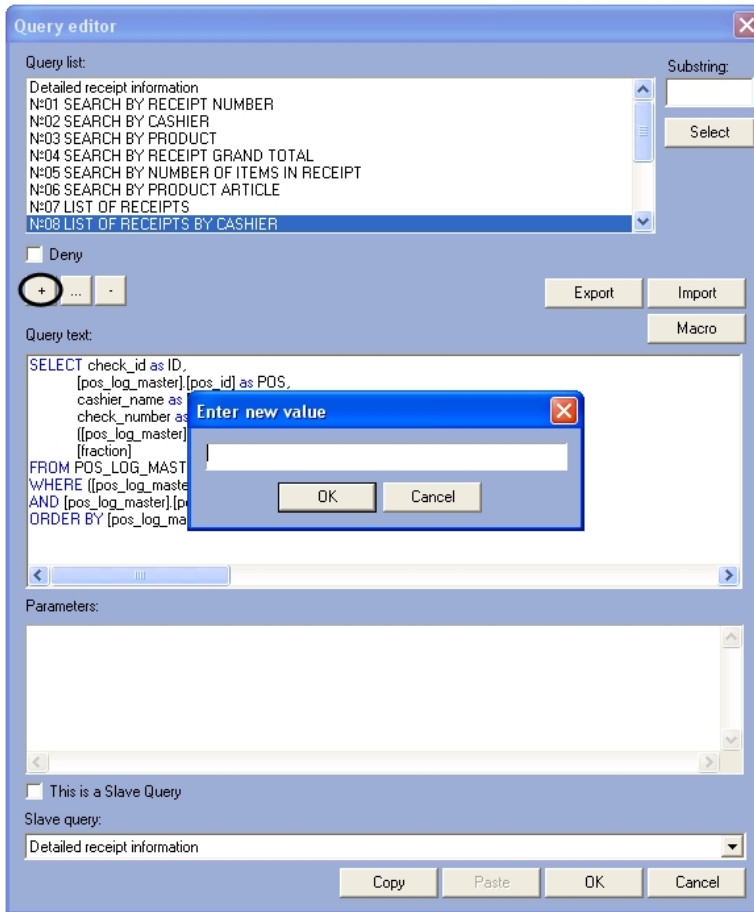 Query editor
Query list:
Substring:
Detailed receipt information
№01 SEARCH BY RECEIPT NUMBER
№02 SEARCH BY CASHIER
№03 SEARCH BY PRODUCT
№04 SEARCH BY RECEIPT GRAND TOTAL
№05 SEARCH BY NUMBER OF ITEMS IN RECEIPT
№06 SEARCH BY PRODUCT ARTICLE
№07 LIST OF RECEIPTS
№08 LIST OF RECEIPTS BY CASHIER
Select
Deny
+ ... -
Export Import
Macro
Query text:
SELECT check_id as ID,
[pos_log_master].[pos_id] as POS,
cashier_name as
check_number as
([pos_log_master]
[fraction]
FROM POS_LOG_MAST
WHERE ([pos_log_maste
AND [pos_log_master].[p
ORDER BY [pos_log_ma
Enter new value
OK Cancel
Parameters:
This is a Slave Query
Slave query:
Detailed receipt information
Copy Paste OK Cancel